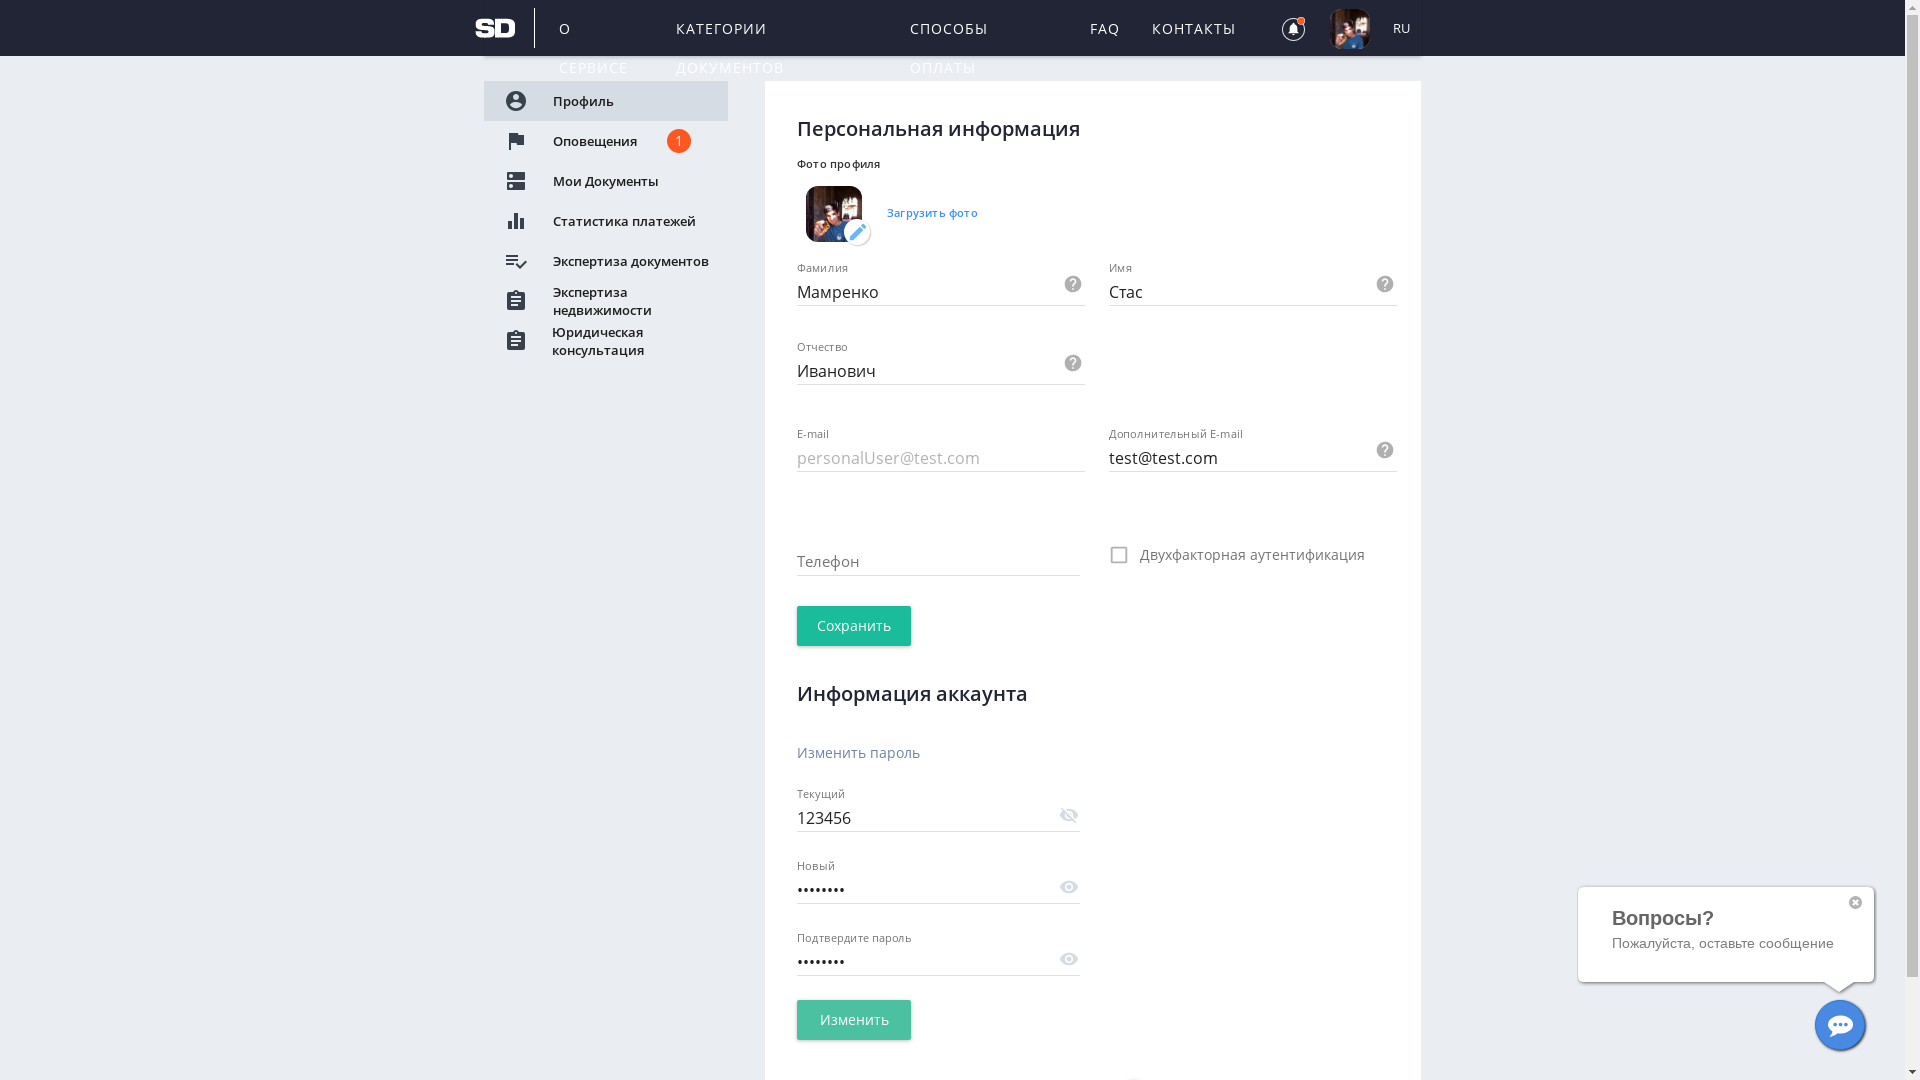 SD
О СЕРВИСЕ
КАТЕГОРИИ ДОКУМЕНТОВ
СПОСОБЫ ОПЛАТЫ
FAQ
КОНТАКТЫ
RU
Профиль
Оповещения 1
Мои Документы
Статистика платежей
Экспертиза документов
Экспертиза
недвижимости
Юридическая
консультация
Персональная информация
Фото профиля
Загрузить фото
Фамилия
Мамренко
Имя
Стас
Отчество
Иванович
E-mail
personalUser@test.com
Дополнительный E-mail
test@test.com
Телефон
Двухфакторная аутентификация
Сохранить
Информация аккаунта
Изменить пароль
Текущий
123456
Новый
••••••••
Подтвердите пароль
••••••••
Изменить
Вопросы?
Пожалуйста, оставьте сообщение